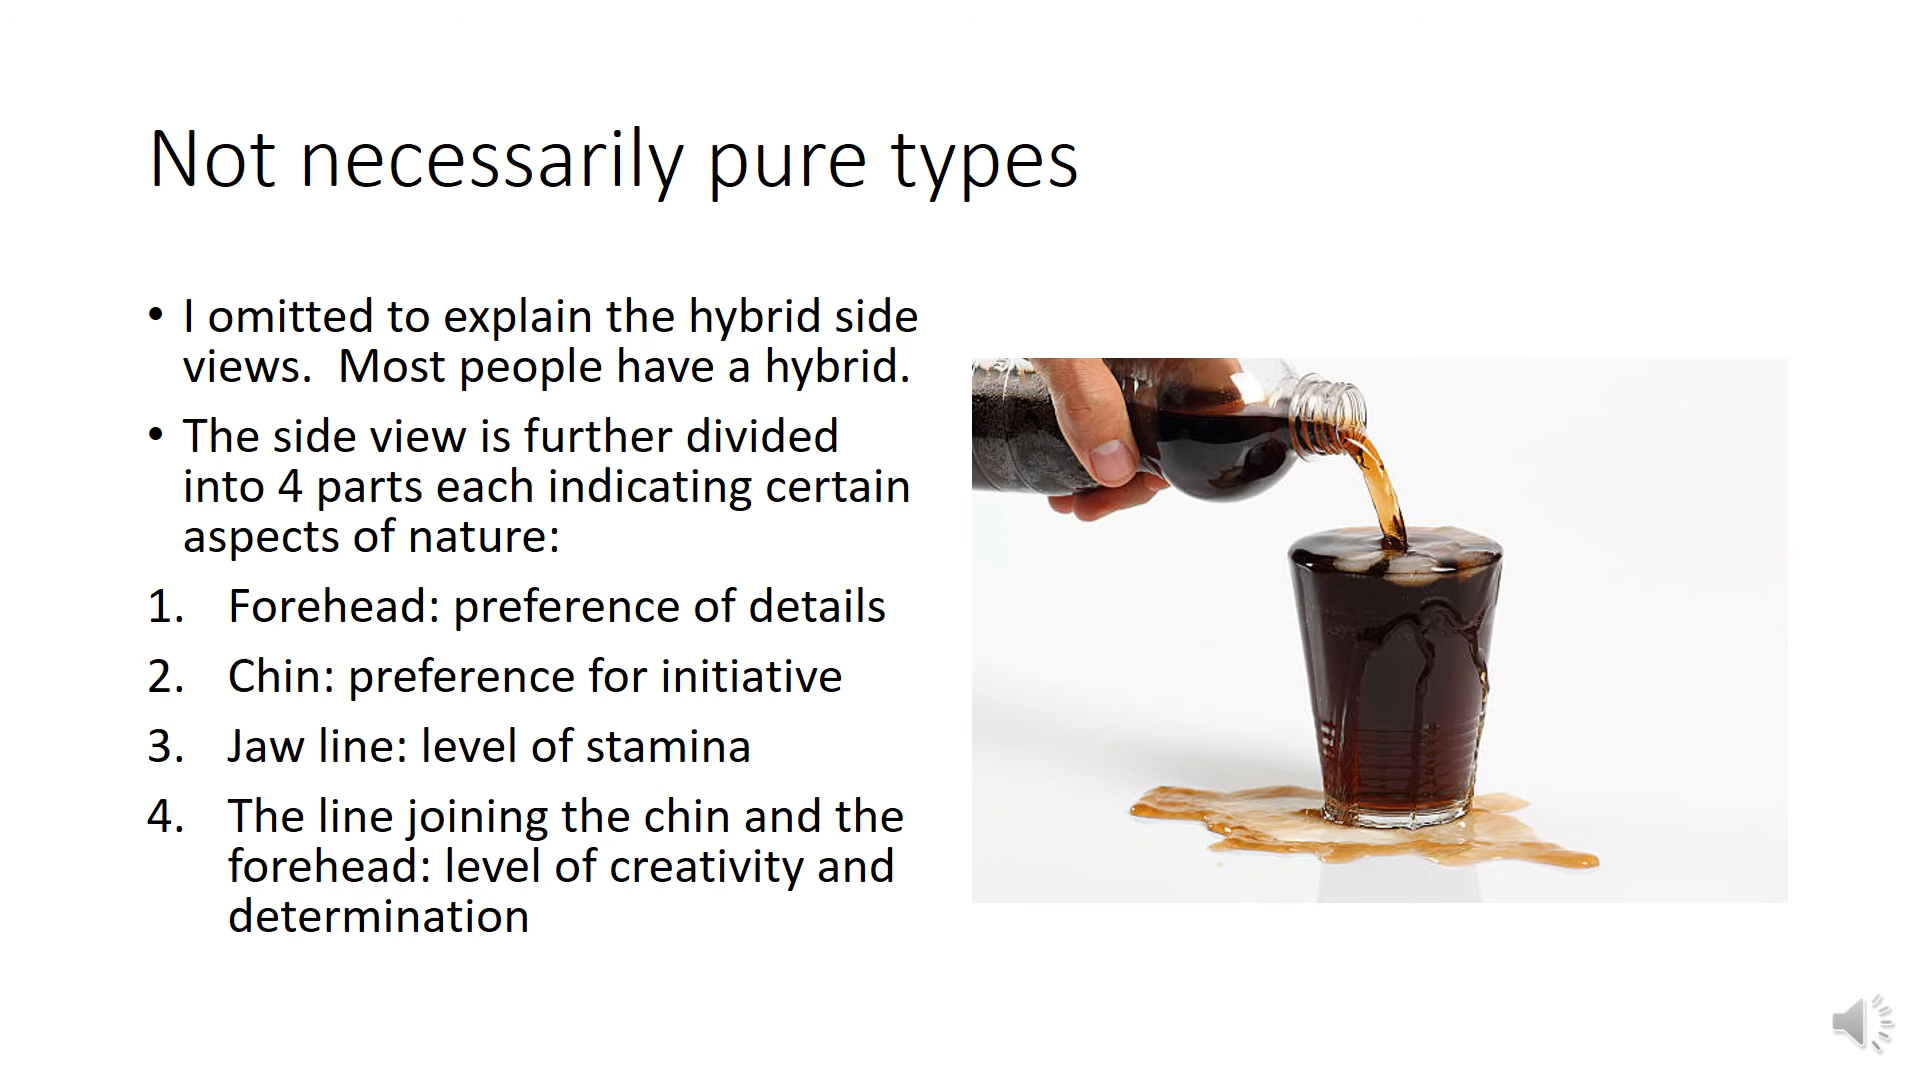 Not necessarily pure types
• I omitted to explain the hybrid side
views.  Most people have a hybrid.
• The side view is further divided
into 4 parts each indicating certain
aspects of nature:
1. Forehead: preference of details
2. Chin: preference for initiative
3. Jaw line: level of stamina
4. The line joining the chin and the
forehead: level of creativity and
determination